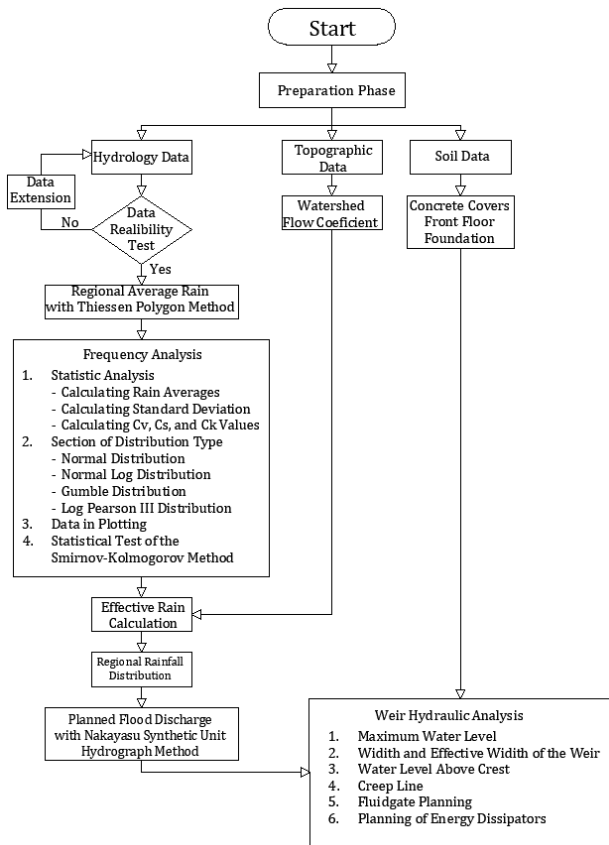 Start
Preparation Phase
Hydrology Data
Topographic
Data
Soil Data
Data
Extension
No
Data
Realibility
Test
Yes
Watershed
Flow Coeficient
Concrete Covers
Front Floor
Foundation
Regional Average Rain
with Thiessen Polygon Method
Frequency Analysis
1. Statistic Analysis
- Calculating Rain Averages
- Calculating Standard Deviation
- Calculating Cv, Cs, and Ck Values
2. Section of Distribution Type
- Normal Distribution
- Normal Log Distribution
- Gumble Distribution
- Log Pearson III Distribution
3. Data in Plotting
4. Statistical Test of the
Smirnov-Kolmogorov Method
Effective Rain
Calculation
Regional Rainfall
Distribution
Planned Flood Discharge
with Nakayasu Synthetic Unit
Hydrograph Method
Weir Hydraulic Analysis
1. Maximum Water Level
2. Widith and Effective Widith of the Weir
3. Water Level Above Crest
4. Creep Line
5. Fluidgate Planning
6. Planning of Energy Dissipators